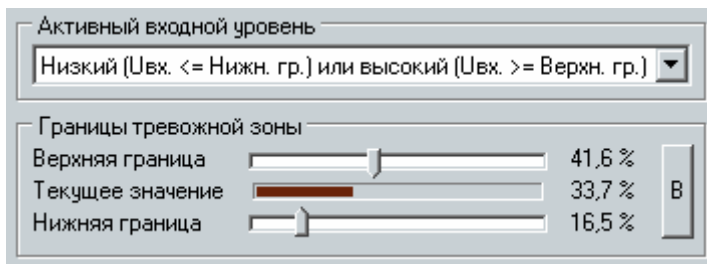 Активный входной уровень
Низкий (Uвх. <= Нижн. гр.) или высокий (Uвх. >= Верхн. гр.)
Границы тревожной зоны
Верхняя граница 41,6 %
Текущее значение 33,7 % В
Нижняя граница 16,5 %